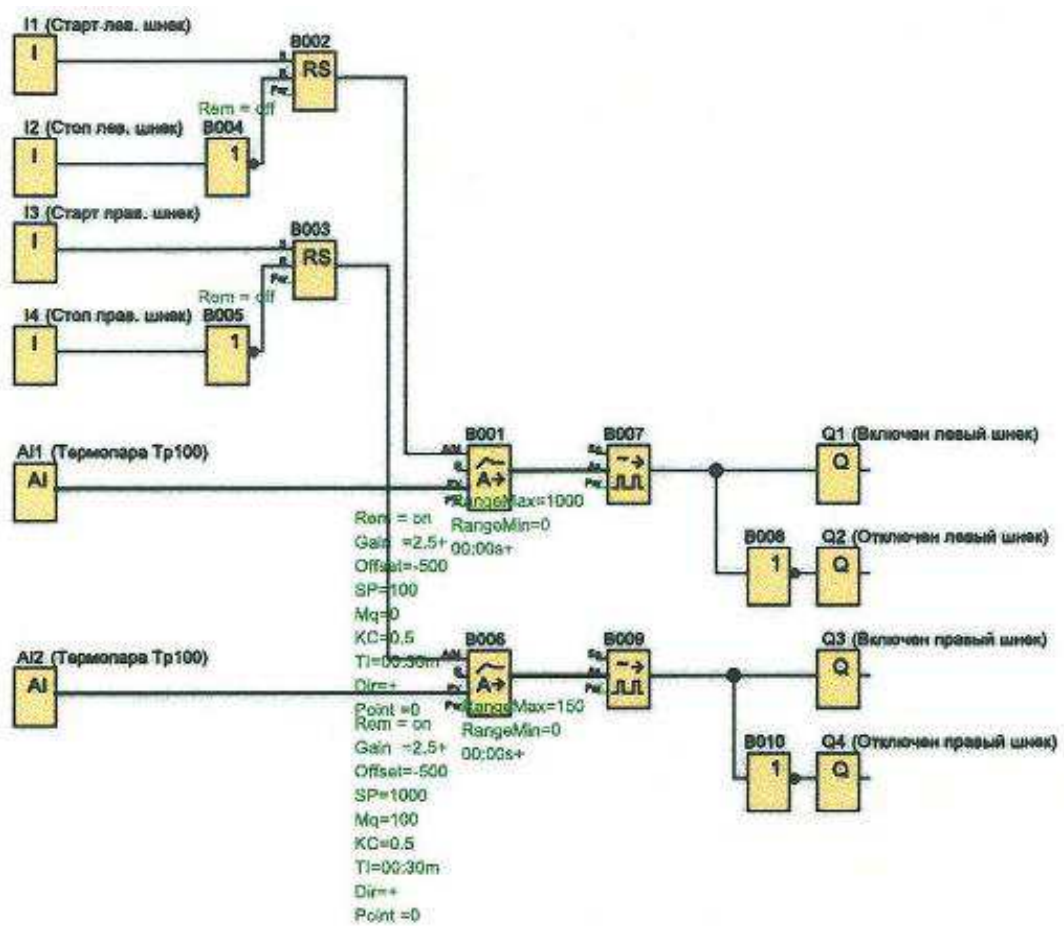 I1 (Старт лев. шнек)
I
B002
RS
Rem = off
I2 (Стоп лев. шнек)
I
B004
1
I3 (Старт прав. шнек)
I
B003
RS
Rem = off
I4 (Стоп прав. шнек)
I
B005
1
AI1 (Термопара Тр100)
AI
B001
A→
B007
Q1 (Включен левый шнек)
Q
RangeMax=1000
RangeMin=0
00:00s+
Rem = on
Gain =2.5+
Offset=-500
SP=100
Mq=0
KC=0.5
TI=00:30m
Dir=+
Point =0
B008
1
Q2 (Отключен левый шнек)
Q
AI2 (Термопара Тр100)
AI
B006
A→
B009
Q3 (Включен правый шнек)
Q
RangeMax=150
RangeMin=0
00:00s+
Rem = on
Gain =2.5+
Offset=-500
SP=1000
Mq=100
KC=0.5
TI=00:30m
Dir=+
Point =0
B010
1
Q4 (Отключен правый шнек)
Q